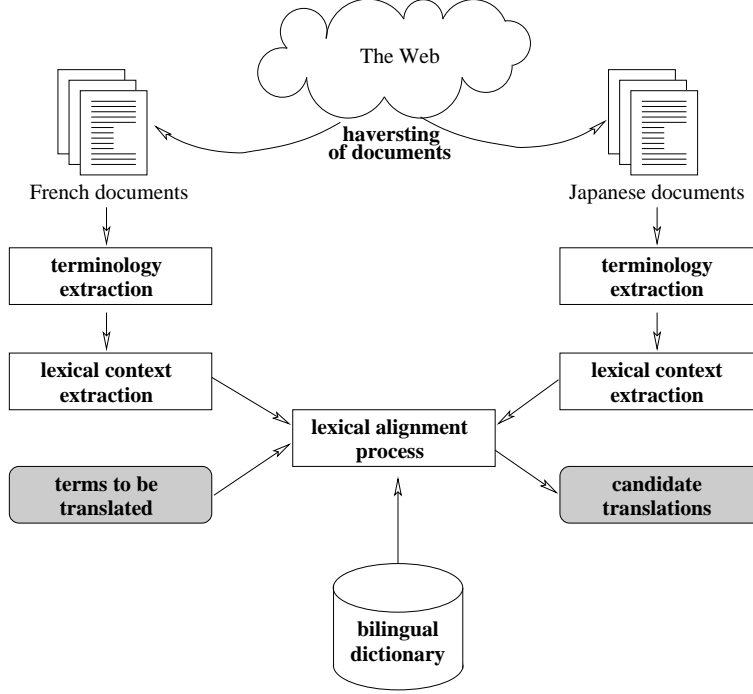 The Web
haversting
of documents
French documents
Japanese documents
terminology
extraction
terminology
extraction
lexical context
extraction
lexical context
extraction
lexical alignment
process
terms to be
translated
candidate
translations
bilingual
dictionary